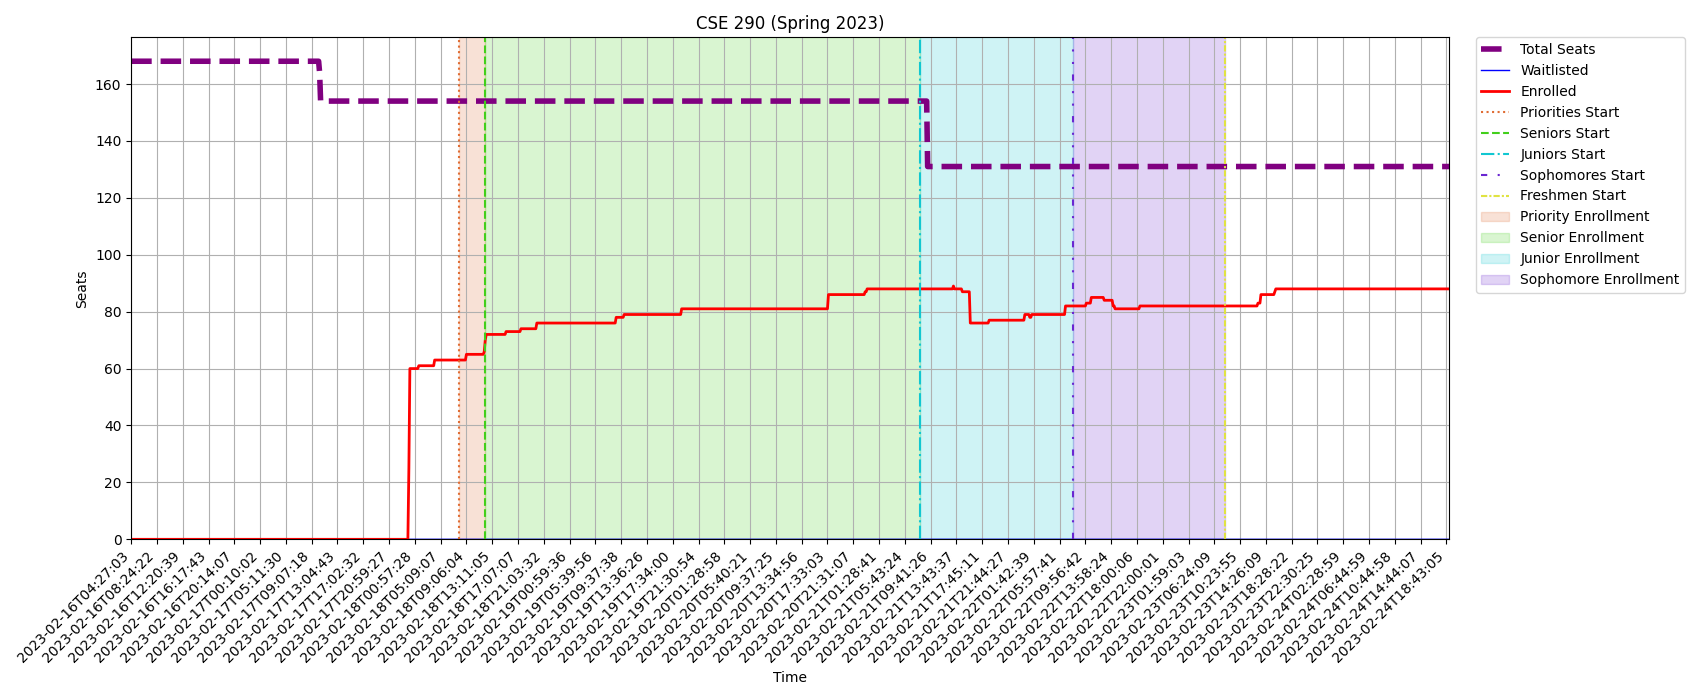 CSE 290 (Spring 2023)
Seats
160
140
120
100
80
60
40
20
0
2023-02-16T04:27:03
2023-02-16T08:24:22
2023-02-16T12:20:39
2023-02-16T16:17:43
2023-02-16T20:14:07
2023-02-17T00:10:02
2023-02-17T05:11:30
2023-02-17T09:07:18
2023-02-17T13:04:43
2023-02-17T17:02:32
2023-02-17T20:59:27
2023-02-18T00:58:28
2023-02-18T05:09:07
2023-02-18T09:06:04
2023-02-18T13:11:05
2023-02-18T17:07:07
2023-02-18T21:03:32
2023-02-19T00:59:36
2023-02-19T05:39:56
2023-02-19T09:37:38
2023-02-19T13:36:26
2023-02-19T17:34:00
2023-02-19T21:30:54
2023-02-20T01:28:58
2023-02-20T05:40:21
2023-02-20T09:37:25
2023-02-20T13:34:56
2023-02-20T17:33:03
2023-02-20T21:31:07
2023-02-21T01:28:41
2023-02-21T05:43:24
2023-02-21T09:41:26
2023-02-21T13:43:37
2023-02-21T17:45:11
2023-02-21T21:44:27
2023-02-22T01:42:39
2023-02-22T05:57:41
2023-02-22T09:56:42
2023-02-22T13:58:24
2023-02-22T18:00:06
2023-02-22T22:00:01
2023-02-23T01:59:03
2023-02-23T06:24:09
2023-02-23T10:23:55
2023-02-23T14:26:09
2023-02-23T18:28:22
2023-02-23T22:30:25
2023-02-24T02:28:59
2023-02-24T06:44:59
2023-02-24T10:44:58
2023-02-24T14:44:07
2023-02-24T18:43:05
Time
Total Seats
Waitlisted
Enrolled
Priorities Start
Seniors Start
Juniors Start
Sophomores Start
Freshmen Start
Priority Enrollment
Senior Enrollment
Junior Enrollment
Sophomore Enrollment